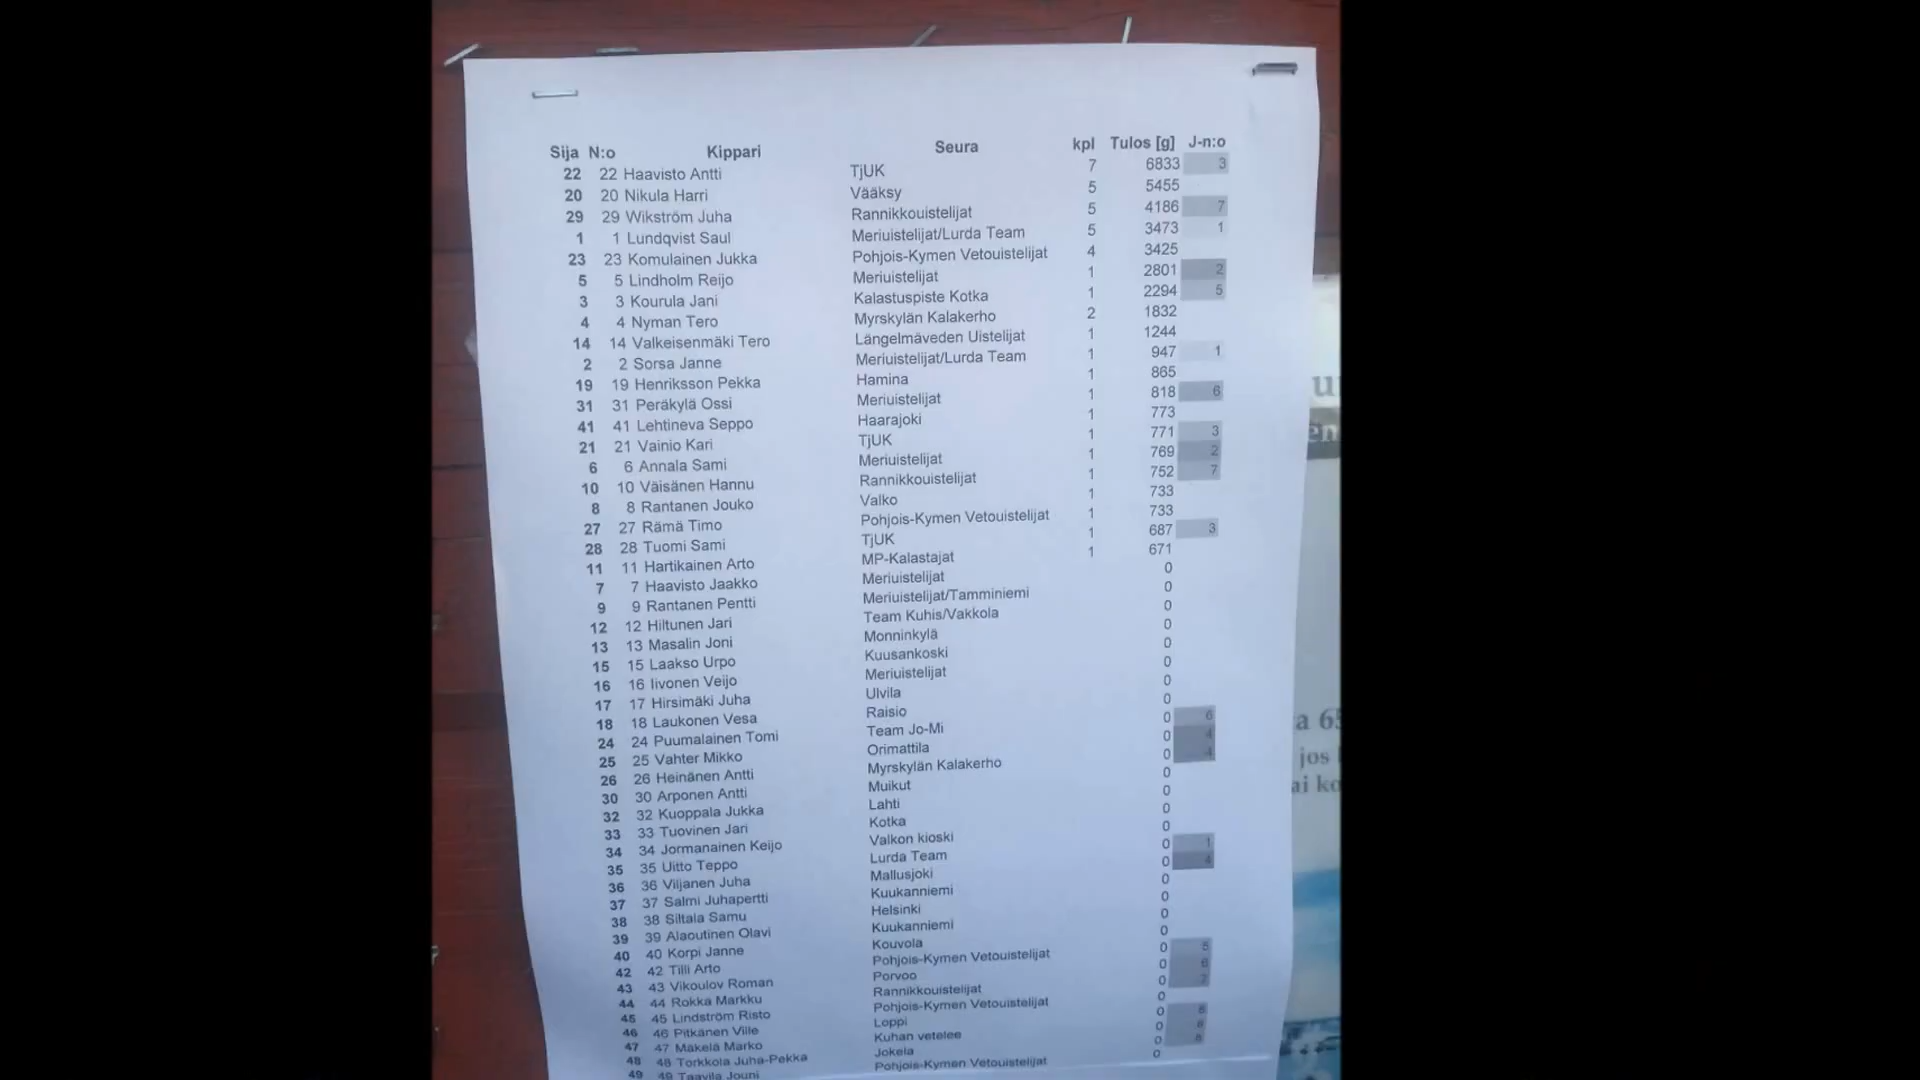 Sija N:o Kippari Seura kpl Tulos [g] J-n:o
22 22 Haavisto Antti TjUK 7 6833 3
20 20 Nikula Harri Vääksy 5 5455
29 29 Wikström Juha Rannikkouistelijat 5 4186 7
1 1 Lundqvist Saul Meriuistelijat/Lurda Team 5 3473 1
23 23 Komulainen Jukka Pohjois-Kymen Vetouistelijat 4 3425
5 5 Lindholm Reijo Meriuistelijat 1 2801 2
3 3 Kourula Jani Kalastuspiste Kotka 1 2294 5
4 4 Nyman Tero Myrskylän Kalakerho 2 1832
14 14 Valkeisenmäki Tero Längelmäveden Uistelijat 1 1244
2 2 Sorsa Janne Meriuistelijat/Lurda Team 1 947 1
19 19 Henriksson Pekka Hamina 1 865
31 31 Peräkylä Ossi Meriuistelijat 1 818 6
41 41 Lehtineva Seppo Haarajoki 1 773
21 21 Vainio Kari TjUK 1 771 3
6 6 Annala Sami Meriuistelijat 1 769 2
10 10 Väisänen Hannu Rannikkouistelijat 1 752 7
8 8 Rantanen Jouko Valko 1 733
27 27 Rämä Timo Pohjois-Kymen Vetouistelijat 1 733
28 28 Tuomi Sami TjUK 1 687 3
11 11 Hartikainen Arto MP-Kalastajat 1 671
7 7 Haavisto Jaakko Meriuistelijat 0
9 9 Rantanen Pentti Meriuistelijat/Tamminiemi 0
12 12 Hiltunen Jari Team Kuhis/Vakkola 0
13 13 Masalin Joni Monninkylä 0
15 15 Laakso Urpo Kuusankoski 0
16 16 Iivonen Veijo Meriuistelijat 0
17 17 Hirsimäki Juha Ulvila 0
18 18 Laukonen Vesa Raisio 0
24 24 Puumalainen Tomi Team Jo-Mi 0 6
25 25 Vahter Mikko Orimattila 0 4
26 26 Heinänen Antti Myrskylän Kalakerho 0 4
30 30 Arponen Antti Muikut 0
32 32 Kuoppala Jukka Lahti 0
33 33 Tuovinen Jari Kotka 0
34 34 Jormanainen Keijo Valkon kioski 0
35 35 Uitto Teppo Lurda Team 0 1
36 36 Viljanen Juha Mallusjoki 0 4
37 37 Salmi Juhapertti Kuukanniemi 0
38 38 Siltala Samu Helsinki 0
39 39 Alaoutinen Olavi Kuukanniemi 0
40 40 Korpi Janne Kouvola 0
42 42 Tilli Arto Pohjois-Kymen Vetouistelijat 0
43 43 Vikoulov Roman Porvoo 0
44 44 Rokka Markku Rannikkouistelijat 0
45 45 Lindström Risto Pohjois-Kymen Vetouistelijat 0
46 46 Pitkänen Ville Loppi 0
47 47 Mäkelä Marko Kuhan vetelee 0
48 48 Torkkola Juha-Pekka Jokela 0
49 49 Taavila Jouni Pohjois-Kymen Vetouistelijat 0
a 65
jos
ai ko